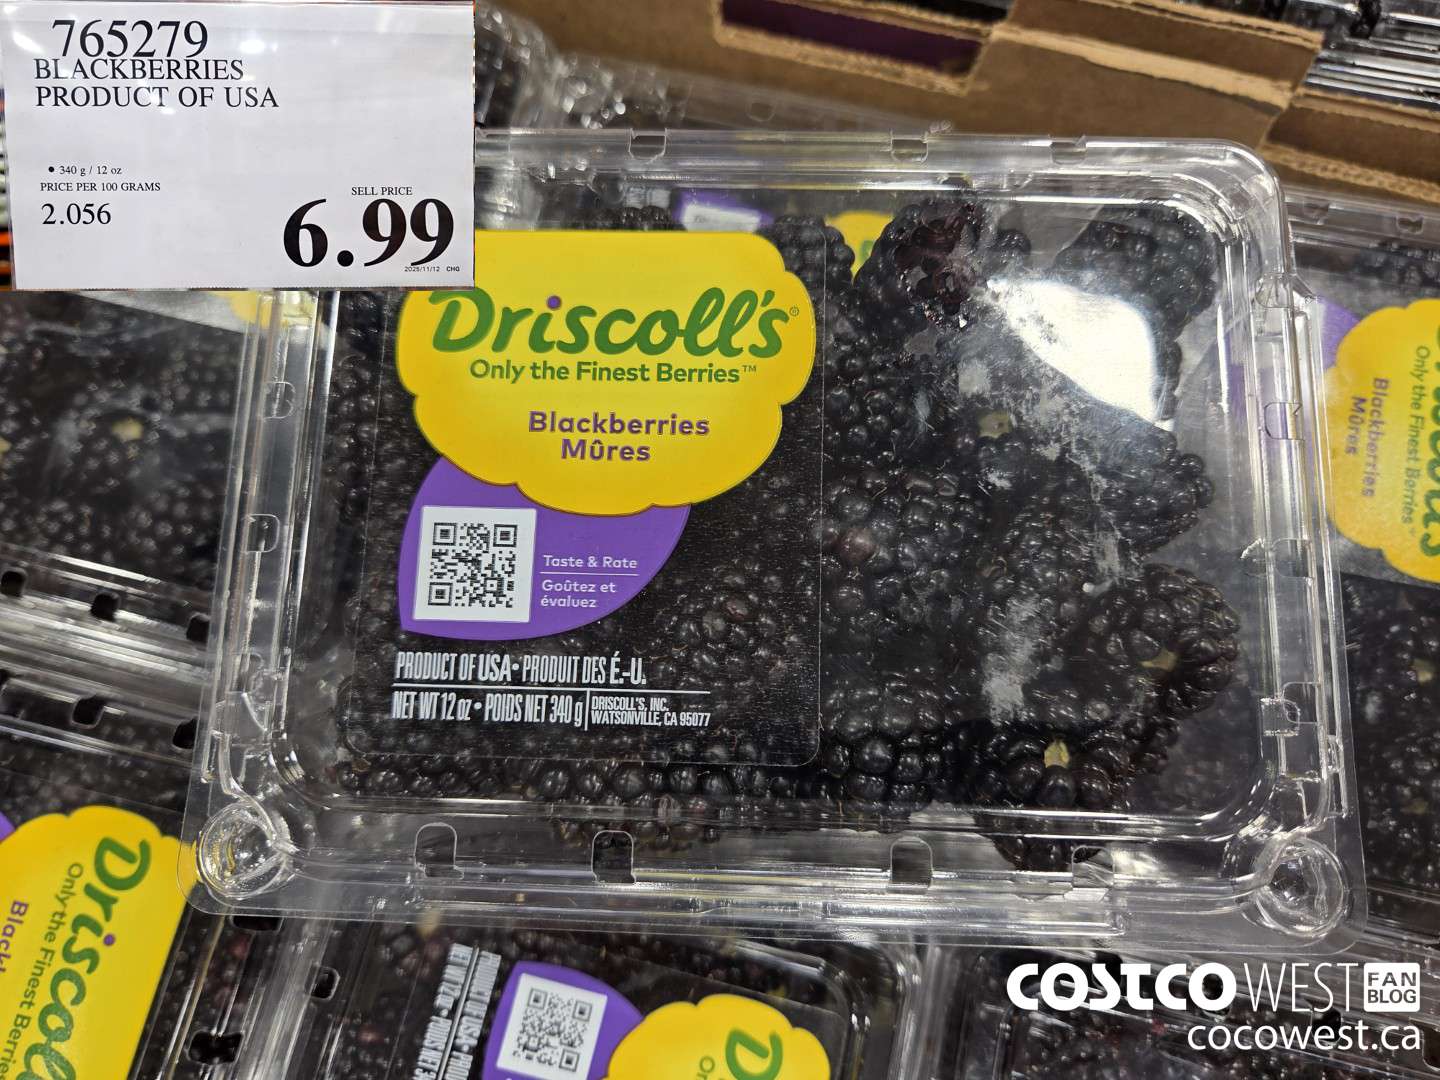 765279
BLACKBERRIES
PRODUCT OF USA
• 340 g / 12 oz
PRICE PER 100 GRAMS
2.056
SELL PRICE
6.99
2025/11/12 CHG
Driscoll's®
Only the Finest Berries™
Blackberries
Mûres
Taste & Rate
Goûtez et
évaluez
PRODUCT OF USA • PRODUIT DES É.-U.
NET WT 12 oz • POIDS NET 340 g
DRISCOLL'S, INC.
WATSONVILLE, CA 95077
Only the Finest Berries
Blackberries
Mûres
Driscoll
Only the Finest Berries
COSTCO WEST FAN BLOG
cocowest.ca